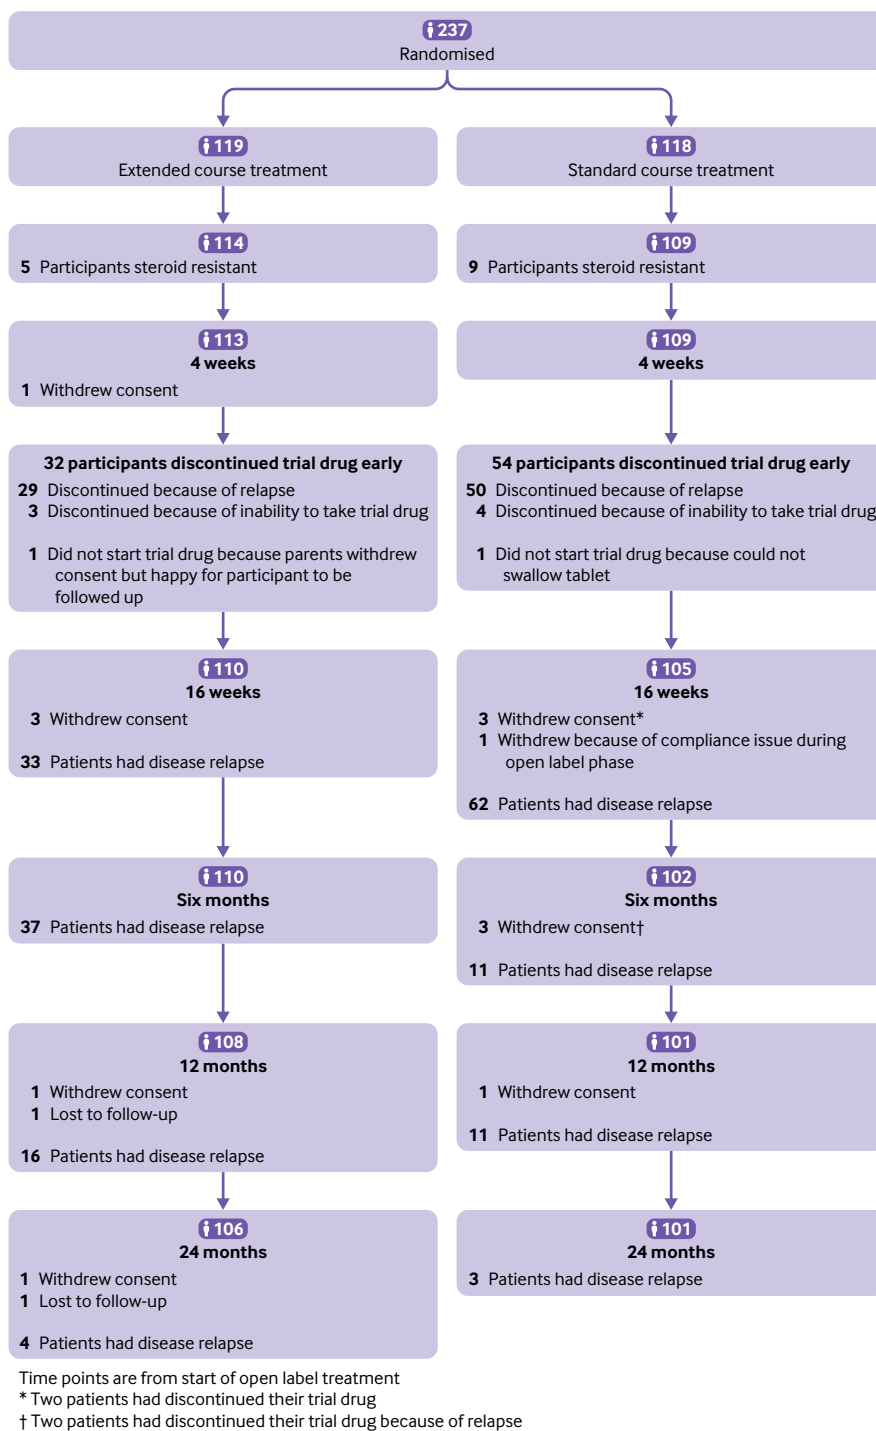 237
Randomised
119
Extended course treatment
118
Standard course treatment
114
5 Participants steroid resistant
109
9 Participants steroid resistant
113
4 weeks
1 Withdrew consent
109
4 weeks
32 participants discontinued trial drug early
29 Discontinued because of relapse
3 Discontinued because of inability to take trial drug
1 Did not start trial drug because parents withdrew
consent but happy for participant to be
followed up
54 participants discontinued trial drug early
50 Discontinued because of relapse
4 Discontinued because of inability to take trial drug
1 Did not start trial drug because could not
swallow tablet
110
16 weeks
3 Withdrew consent
33 Patients had disease relapse
105
16 weeks
3 Withdrew consent*
1 Withdrew because of compliance issue during
open label phase
62 Patients had disease relapse
110
Six months
37 Patients had disease relapse
102
Six months
3 Withdrew consent†
11 Patients had disease relapse
108
12 months
1 Withdrew consent
1 Lost to follow-up
16 Patients had disease relapse
101
12 months
1 Withdrew consent
11 Patients had disease relapse
106
24 months
1 Withdrew consent
1 Lost to follow-up
4 Patients had disease relapse
101
24 months
3 Patients had disease relapse
Time points are from start of open label treatment
* Two patients had discontinued their trial drug
† Two patients had discontinued their trial drug because of relapse